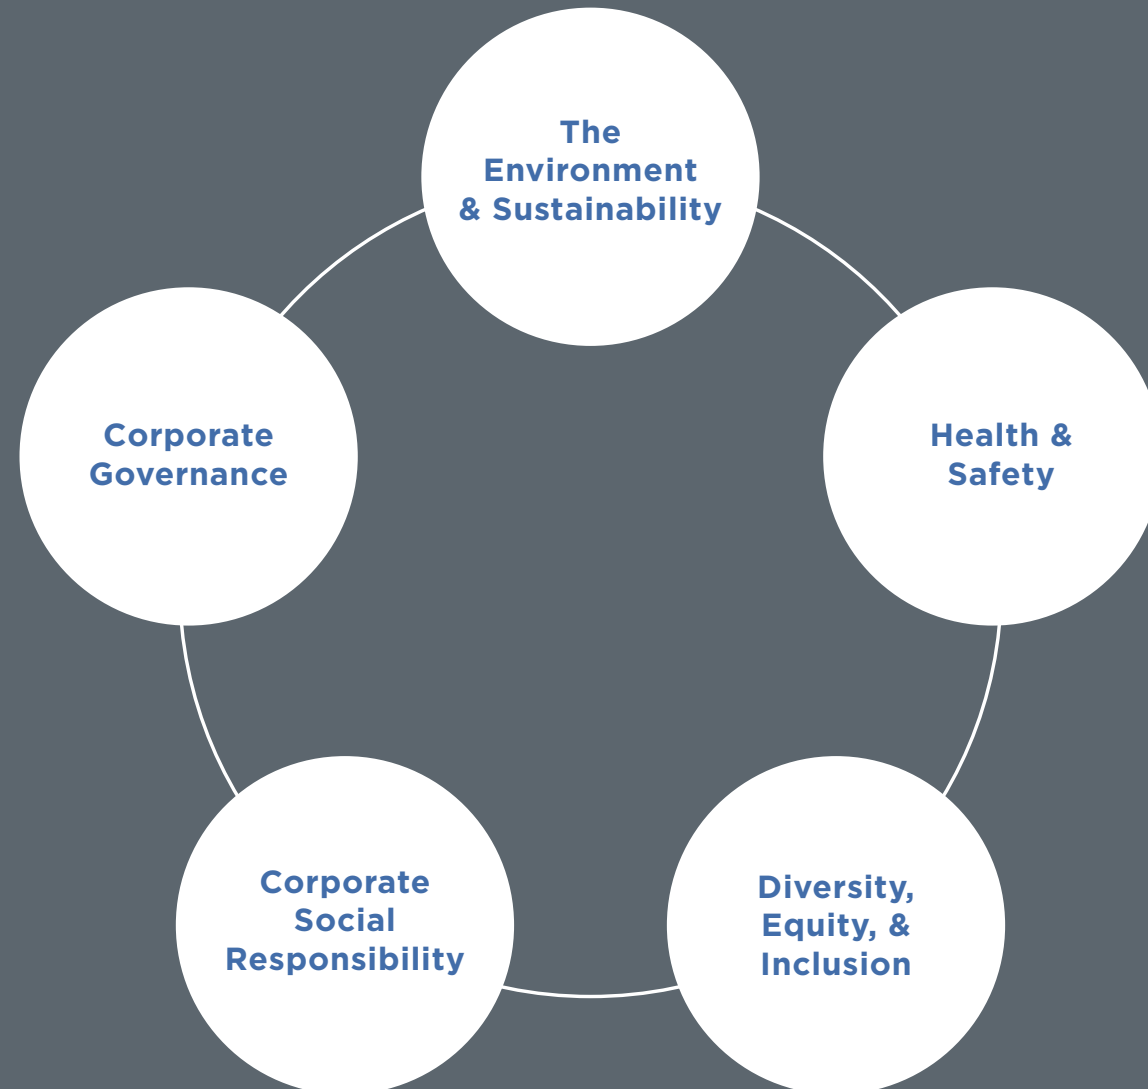 The
Environment
& Sustainability
Corporate
Governance
Health &
Safety
Corporate
Social
Responsibility
Diversity,
Equity, &
Inclusion